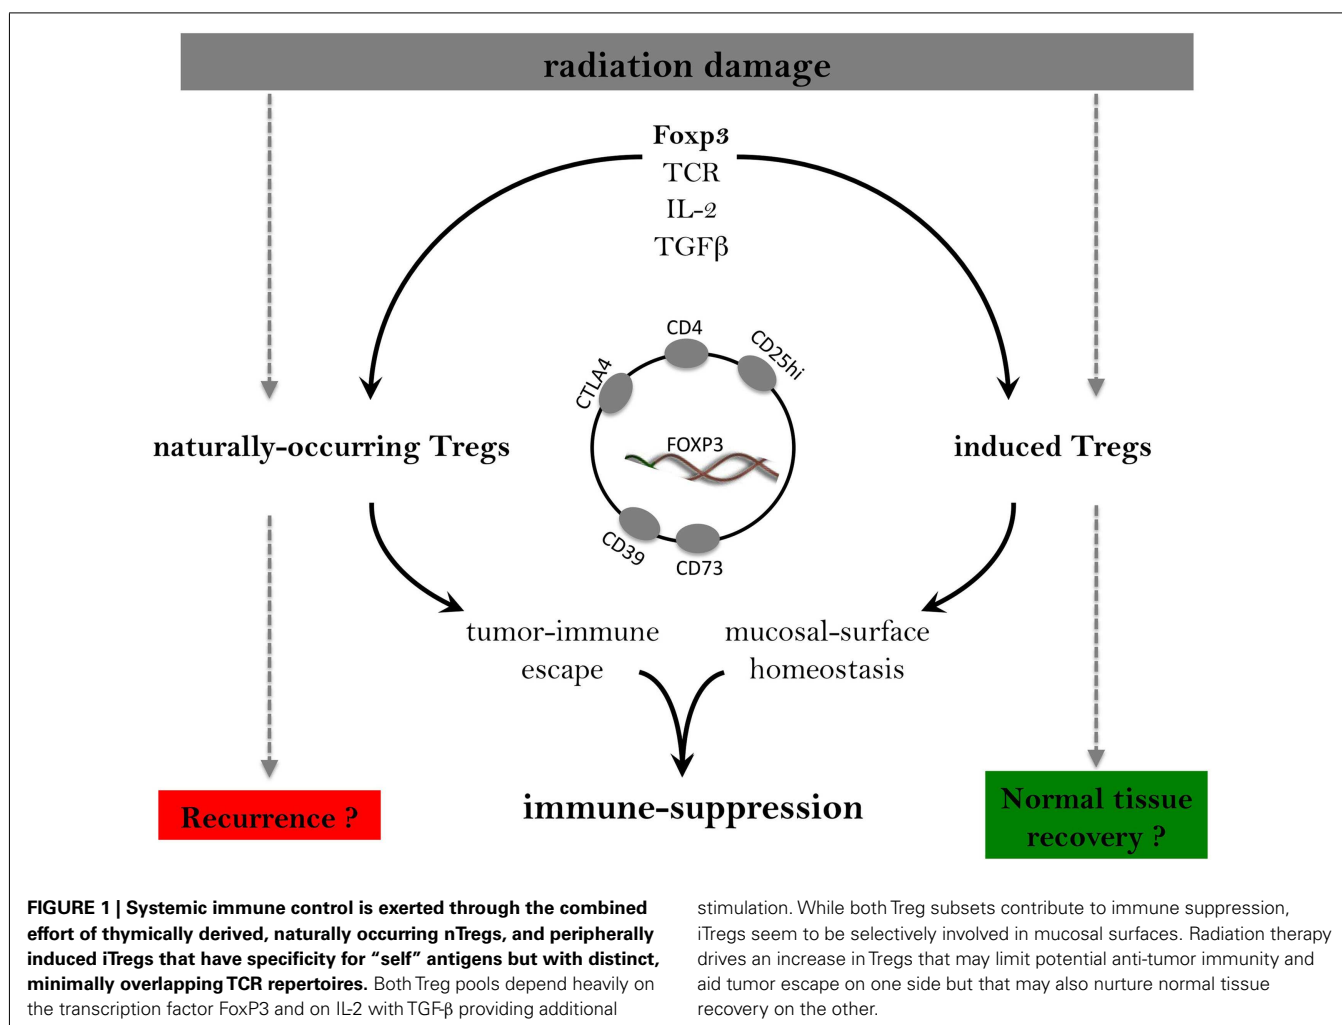 radiation damage
Foxp3
TCR
IL-2
TGFβ
CD4
CD25hi
CTLA4
FOXP3
CD39
CD73
naturally-occurring Tregs
induced Tregs
tumor-immune
escape
mucosal-surface
homeostasis
immune-suppression
Recurrence ?
Normal tissue
recovery ?
FIGURE 1 | Systemic immune control is exerted through the combined
effort of thymically derived, naturally occurring nTregs, and peripherally
induced iTregs that have specificity for “self” antigens but with distinct,
minimally overlapping TCR repertoires. Both Treg pools depend heavily on
the transcription factor FoxP3 and on IL-2 with TGF-β providing additional
stimulation. While both Treg subsets contribute to immune suppression,
iTregs seem to be selectively involved in mucosal surfaces. Radiation therapy
drives an increase in Tregs that may limit potential anti-tumor immunity and
aid tumor escape on one side but that may also nurture normal tissue
recovery on the other.